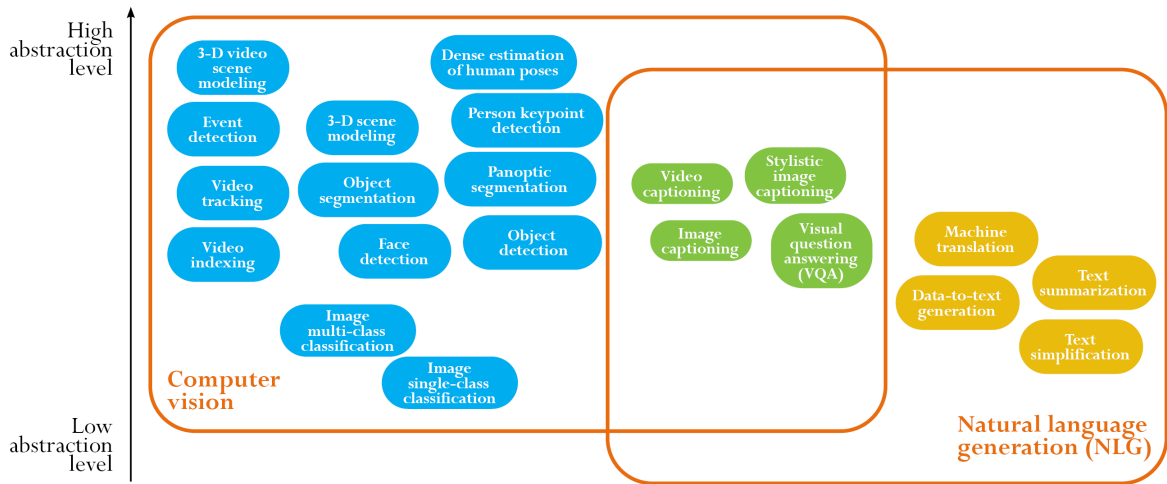 High
abstraction
level
3-D video
scene
modeling
Dense estimation
of human poses
Event
detection
3-D scene
modeling
Person keypoint
detection
Video
tracking
Object
segmentation
Panoptic
segmentation
Video
indexing
Face
detection
Object
detection
Image
multi-class
classification
Image
single-class
classification
Computer
vision
Video
captioning
Stylistic
image
captioning
Image
captioning
Visual
question
answering
(VQA)
Machine
translation
Text
summarization
Data-to-text
generation
Text
simplification
Low
abstraction
level
Natural language
generation (NLG)